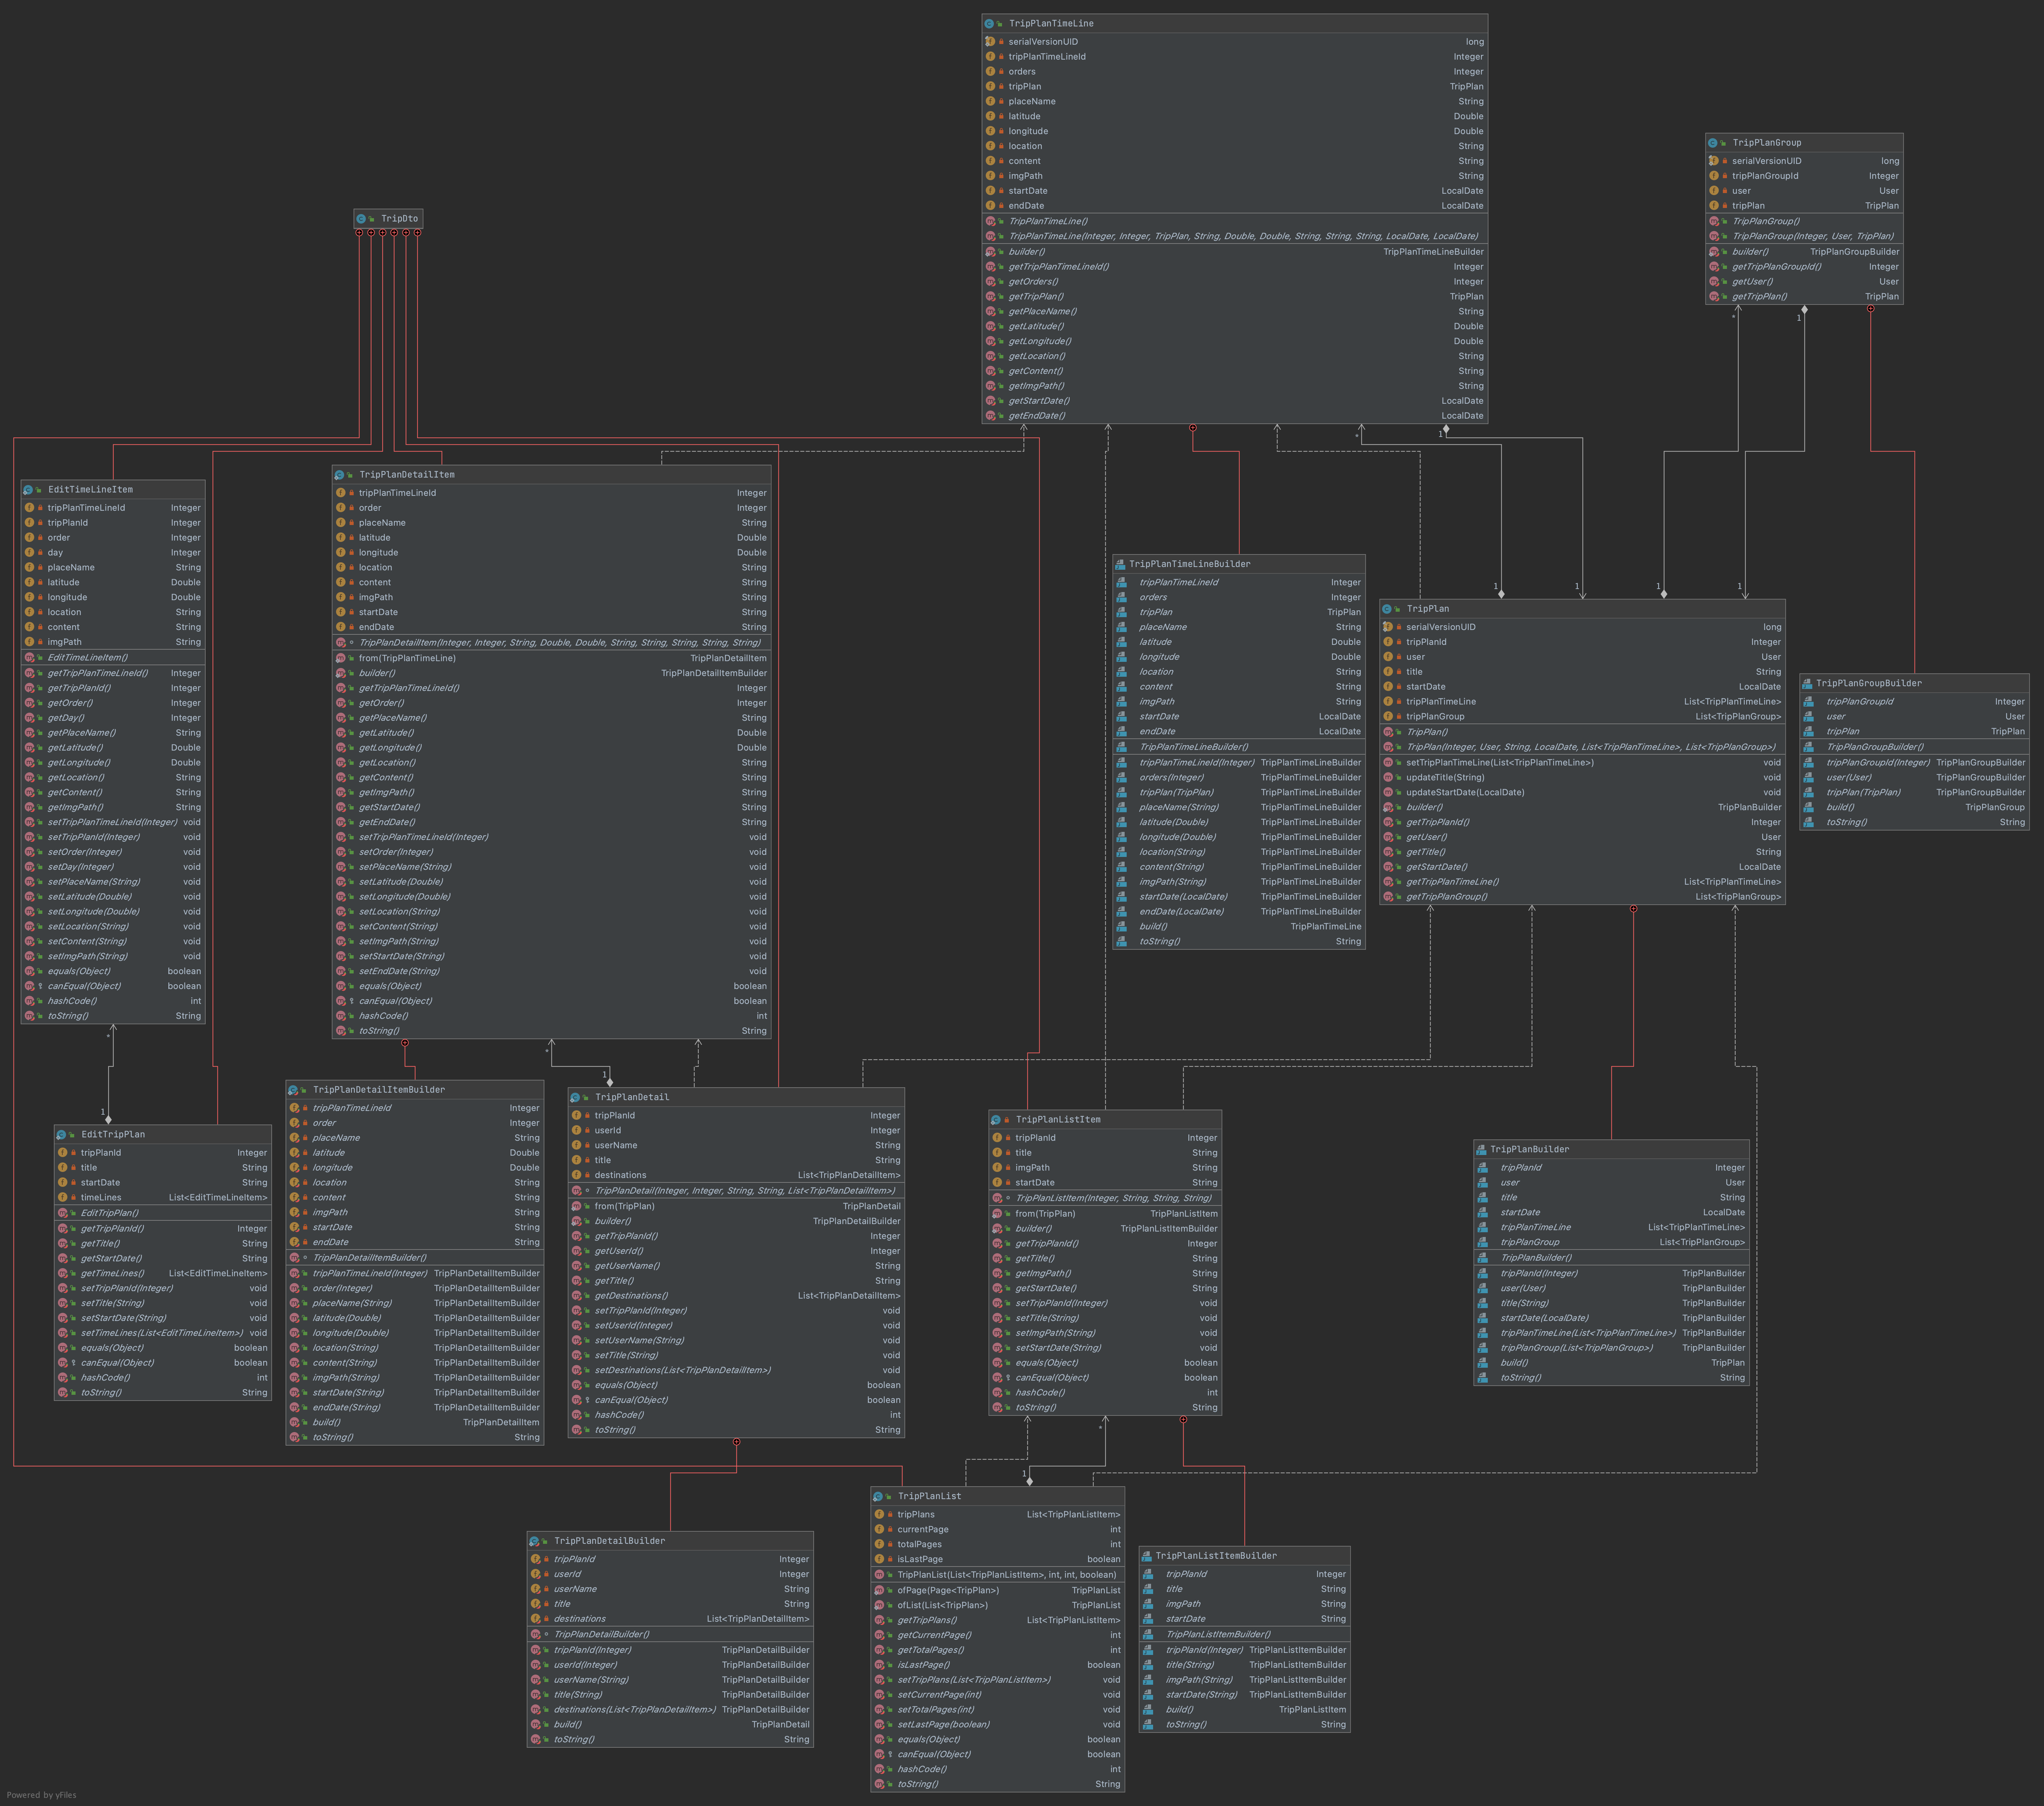 TripPlanTimeLine
serialVersionUID long
tripPlanTimeLineId Integer
orders Integer
tripPlan TripPlan
placeName String
latitude Double
longitude Double
location String
content String
imgPath String
startDate LocalDate
endDate LocalDate
TripPlanTimeLine()
TripPlanTimeLine(Integer, Integer, TripPlan, String, Double, Double, String, String, String, LocalDate, LocalDate)
builder() TripPlanTimeLineBuilder
getTripPlanTimeLineId() Integer
getOrders() Integer
getTripPlan() TripPlan
getPlaceName() String
getLatitude() Double
getLongitude() Double
getLocation() String
getContent() String
getImgPath() String
getStartDate() LocalDate
getEndDate() LocalDate
TripPlanGroup
serialVersionUID long
tripPlanGroupId Integer
user User
tripPlan TripPlan
TripPlanGroup()
TripPlanGroup(Integer, User, TripPlan)
builder() TripPlanGroupBuilder
getTripPlanGroupId() Integer
getUser() User
getTripPlan() TripPlan
* 1
TripDto
* 1
EditTimeLineItem
tripPlanTimeLineId Integer
tripPlanId Integer
order Integer
day Integer
placeName String
latitude Double
longitude Double
location String
content String
imgPath String
EditTimeLineItem()
getTripPlanTimeLineId() Integer
getTripPlanId() Integer
getOrder() Integer
getDay() Integer
getPlaceName() String
getLatitude() Double
getLongitude() Double
getLocation() String
getContent() String
getImgPath() String
setTripPlanTimeLineId(Integer) void
setTripPlanId(Integer) void
setOrder(Integer) void
setDay(Integer) void
setPlaceName(String) void
setLatitude(Double) void
setLongitude(Double) void
setLocation(String) void
setContent(String) void
setImgPath(String) void
equals(Object) boolean
canEqual(Object) boolean
hashCode() int
toString() String
*
1
TripPlanDetailItem
tripPlanTimeLineId Integer
order Integer
placeName String
latitude Double
longitude Double
location String
content String
imgPath String
startDate String
endDate String
TripPlanDetailItem(Integer, Integer, String, Double, Double, String, String, String, String, String)
from(TripPlanTimeLine) TripPlanDetailItem
builder() TripPlanDetailItemBuilder
getTripPlanTimeLineId() Integer
getOrder() Integer
getPlaceName() String
getLatitude() Double
getLongitude() Double
getLocation() String
getContent() String
getImgPath() String
getStartDate() String
getEndDate() String
setTripPlanTimeLineId(Integer) void
setOrder(Integer) void
setPlaceName(String) void
setLatitude(Double) void
setLongitude(Double) void
setLocation(String) void
setContent(String) void
setImgPath(String) void
setStartDate(String) void
setEndDate(String) void
equals(Object) boolean
canEqual(Object) boolean
hashCode() int
toString() String
*
1
TripPlanTimeLineBuilder
tripPlanTimeLineId Integer
orders Integer
tripPlan TripPlan
placeName String
latitude Double
longitude Double
location String
content String
imgPath String
startDate LocalDate
endDate LocalDate
TripPlanTimeLineBuilder()
tripPlanTimeLineId(Integer) TripPlanTimeLineBuilder
orders(Integer) TripPlanTimeLineBuilder
tripPlan(TripPlan) TripPlanTimeLineBuilder
placeName(String) TripPlanTimeLineBuilder
latitude(Double) TripPlanTimeLineBuilder
longitude(Double) TripPlanTimeLineBuilder
location(String) TripPlanTimeLineBuilder
content(String) TripPlanTimeLineBuilder
imgPath(String) TripPlanTimeLineBuilder
startDate(LocalDate) TripPlanTimeLineBuilder
endDate(LocalDate) TripPlanTimeLineBuilder
build() TripPlanTimeLine
toString() String
1 1 1 1
TripPlan
serialVersionUID long
tripPlanId Integer
user User
title String
startDate LocalDate
tripPlanTimeLine List<TripPlanTimeLine>
tripPlanGroup List<TripPlanGroup>
TripPlan()
TripPlan(Integer, User, String, LocalDate, List<TripPlanTimeLine>, List<TripPlanGroup>)
setTripPlanTimeLine(List<TripPlanTimeLine>) void
updateTitle(String) void
updateStartDate(LocalDate) void
builder() TripPlanBuilder
getTripPlanId() Integer
getUser() User
getTitle() String
getStartDate() LocalDate
getTripPlanTimeLine() List<TripPlanTimeLine>
getTripPlanGroup() List<TripPlanGroup>
TripPlanGroupBuilder
tripPlanGroupId Integer
user User
tripPlan TripPlan
TripPlanGroupBuilder()
tripPlanGroupId(Integer) TripPlanGroupBuilder
user(User) TripPlanGroupBuilder
tripPlan(TripPlan) TripPlanGroupBuilder
build() TripPlanGroup
toString() String
EditTripPlan
tripPlanId Integer
title String
startDate String
timeLines List<EditTimeLineItem>
EditTripPlan()
getTripPlanId() Integer
getTitle() String
getStartDate() String
getTimeLines() List<EditTimeLineItem>
setTripPlanId(Integer) void
setTitle(String) void
setStartDate(String) void
setTimeLines(List<EditTimeLineItem>) void
equals(Object) boolean
canEqual(Object) boolean
hashCode() int
toString() String
TripPlanDetailItemBuilder
tripPlanTimeLineId Integer
order Integer
placeName String
latitude Double
longitude Double
location String
content String
imgPath String
startDate String
endDate String
TripPlanDetailItemBuilder()
tripPlanTimeLineId(Integer) TripPlanDetailItemBuilder
order(Integer) TripPlanDetailItemBuilder
placeName(String) TripPlanDetailItemBuilder
latitude(Double) TripPlanDetailItemBuilder
longitude(Double) TripPlanDetailItemBuilder
location(String) TripPlanDetailItemBuilder
content(String) TripPlanDetailItemBuilder
imgPath(String) TripPlanDetailItemBuilder
startDate(String) TripPlanDetailItemBuilder
endDate(String) TripPlanDetailItemBuilder
build() TripPlanDetailItem
toString() String
TripPlanDetail
tripPlanId Integer
userId Integer
userName String
title String
destinations List<TripPlanDetailItem>
TripPlanDetail(Integer, Integer, String, String, List<TripPlanDetailItem>)
from(TripPlan) TripPlanDetail
builder() TripPlanDetailBuilder
getTripPlanId() Integer
getUserId() Integer
getUserName() String
getTitle() String
getDestinations() List<TripPlanDetailItem>
setTripPlanId(Integer) void
setUserId(Integer) void
setUserName(String) void
setTitle(String) void
setDestinations(List<TripPlanDetailItem>) void
equals(Object) boolean
canEqual(Object) boolean
hashCode() int
toString() String
TripPlanListItem
tripPlanId Integer
title String
imgPath String
startDate String
TripPlanListItem(Integer, String, String, String)
from(TripPlan) TripPlanListItem
builder() TripPlanListItemBuilder
getTripPlanId() Integer
getTitle() String
getImgPath() String
getStartDate() String
setTripPlanId(Integer) void
setTitle(String) void
setImgPath(String) void
setStartDate(String) void
equals(Object) boolean
canEqual(Object) boolean
hashCode() int
toString() String
*
1
TripPlanBuilder
tripPlanId Integer
user User
title String
startDate LocalDate
tripPlanTimeLine List<TripPlanTimeLine>
tripPlanGroup List<TripPlanGroup>
TripPlanBuilder()
tripPlanId(Integer) TripPlanBuilder
user(User) TripPlanBuilder
title(String) TripPlanBuilder
startDate(LocalDate) TripPlanBuilder
tripPlanTimeLine(List<TripPlanTimeLine>) TripPlanBuilder
tripPlanGroup(List<TripPlanGroup>) TripPlanBuilder
build() TripPlan
toString() String
TripPlanDetailBuilder
tripPlanId Integer
userId Integer
userName String
title String
destinations List<TripPlanDetailItem>
TripPlanDetailBuilder()
tripPlanId(Integer) TripPlanDetailBuilder
userId(Integer) TripPlanDetailBuilder
userName(String) TripPlanDetailBuilder
title(String) TripPlanDetailBuilder
destinations(List<TripPlanDetailItem>) TripPlanDetailBuilder
build() TripPlanDetail
toString() String
TripPlanList
tripPlans List<TripPlanListItem>
currentPage int
totalPages int
isLastPage boolean
TripPlanList(List<TripPlanListItem>, int, int, boolean)
ofPage(Page<TripPlan>) TripPlanList
ofList(List<TripPlan>) TripPlanList
getTripPlans() List<TripPlanListItem>
getCurrentPage() int
getTotalPages() int
isLastPage() boolean
setTripPlans(List<TripPlanListItem>) void
setCurrentPage(int) void
setTotalPages(int) void
setLastPage(boolean) void
equals(Object) boolean
canEqual(Object) boolean
hashCode() int
toString() String
TripPlanListItemBuilder
tripPlanId Integer
title String
imgPath String
startDate String
TripPlanListItemBuilder()
tripPlanId(Integer) TripPlanListItemBuilder
title(String) TripPlanListItemBuilder
imgPath(String) TripPlanListItemBuilder
startDate(String) TripPlanListItemBuilder
build() TripPlanListItem
toString() String
Powered by yFiles